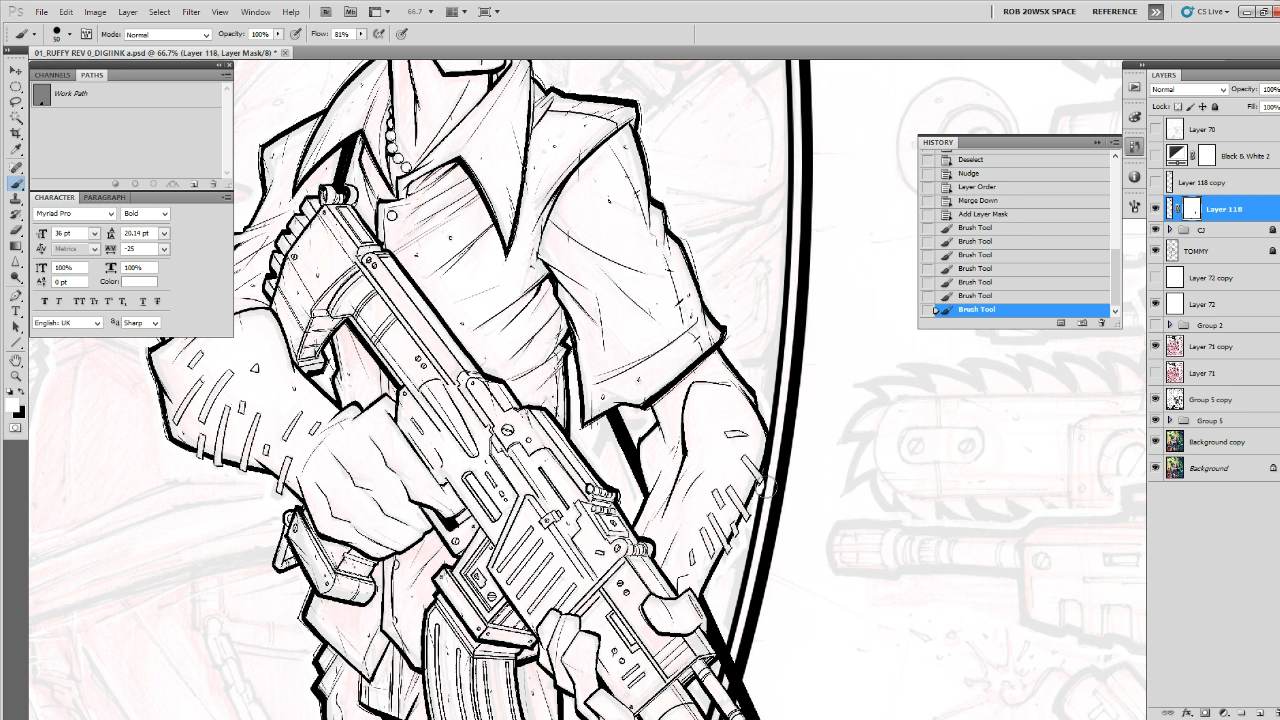 Ps File Edit Image Layer Select Filter View Window Help Br Mb 66.7 ROB 20WSX SPACE REFERENCE CS Live
50 Mode: Normal Opacity: 100% Flow: 81%
01_RUFFY REV 0_DIGIINK a.psd @ 66.7% (Layer 118, Layer Mask/8) *
CHANNELS PATHS
Work Path
CHARACTER PARAGRAPH
Myriad Pro Bold
36 pt 20.14 pt
Metrics -25
100% 100%
0 pt Color:
English: UK Sharp
HISTORY
Deselect
Nudge
Layer Order
Merge Down
Add Layer Mask
Brush Tool
Brush Tool
Brush Tool
Brush Tool
Brush Tool
Brush Tool
Brush Tool
LAYERS
Normal Opacity: 100%
Lock: Fill: 100%
Layer 70
Black & White 2
Layer 118 copy
Layer 118
CJ
TOMMY
Layer 72 copy
Layer 72
Group 2
Layer 71 copy
Layer 71
Group 5 copy
Group 5
Background copy
Background